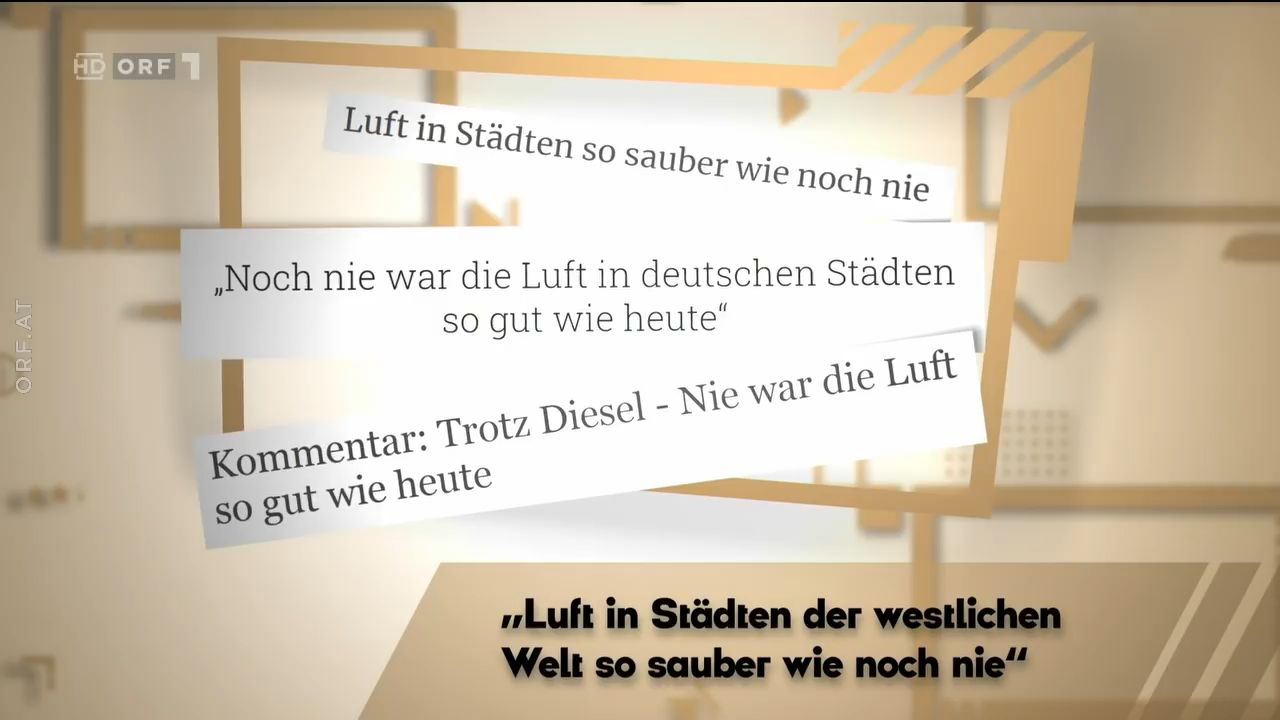 HD ORF 1
Luft in Städten so sauber wie noch nie
„Noch nie war die Luft in deutschen Städten
so gut wie heute“
Kommentar: Trotz Diesel - Nie war die Luft
so gut wie heute
ORF.AT
„Luft in Städten der westlichen
Welt so sauber wie noch nie“